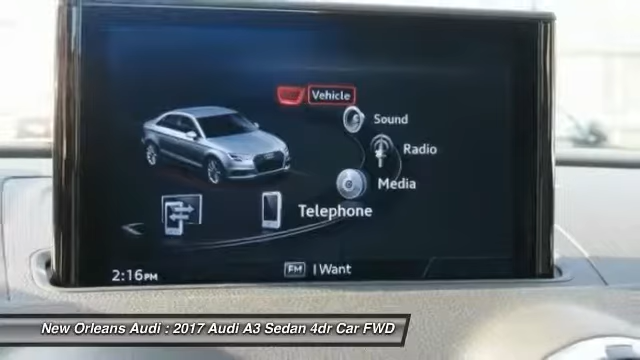 Vehicle
Sound
Radio
Media
Telephone
2:16PM
FM I Want
New Orleans Audi : 2017 Audi A3 Sedan 4dr Car FWD